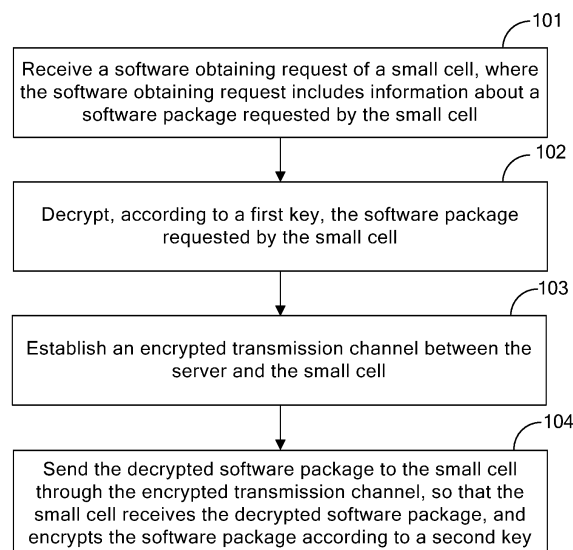 101
Receive a software obtaining request of a small cell, where
the software obtaining request includes information about a
software package requested by the small cell
102
Decrypt, according to a first key, the software package
requested by the small cell
103
Establish an encrypted transmission channel between the
server and the small cell
104
Send the decrypted software package to the small cell
through the encrypted transmission channel, so that the
small cell receives the decrypted software package, and
encrypts the software package according to a second key